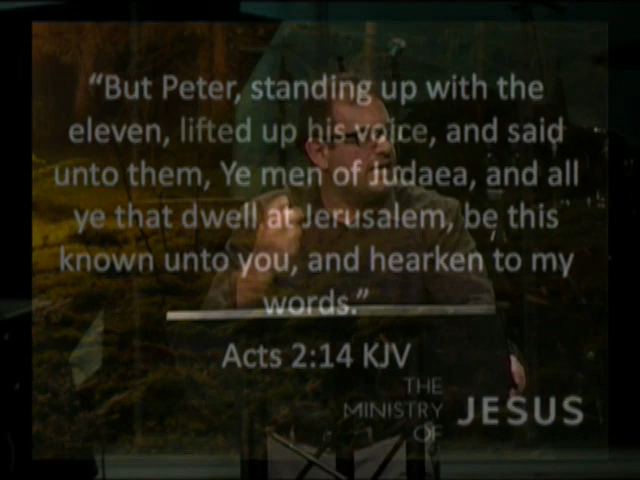 “But Peter, standing up with the
eleven, lifted up his voice, and said
unto them, Ye men of Judaea, and all
ye that dwell at Jerusalem, be this
known unto you, and hearken to my
words.”
Acts 2:14 KJV
THE
MINISTRY
OF
JESUS